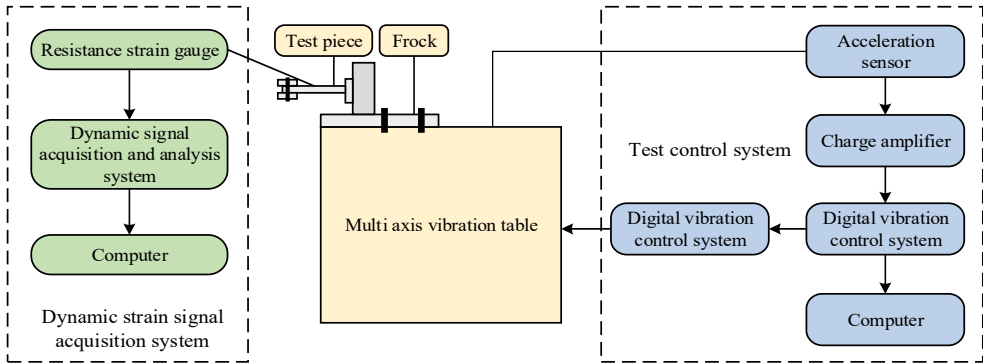 Resistance strain gauge
Dynamic signal
acquisition and analysis
system
Computer
Dynamic strain signal
acquisition system
Test piece
Frock
Multi axis vibration table
Acceleration
sensor
Charge amplifier
Test control system
Digital vibration
control system
Digital vibration
control system
Computer